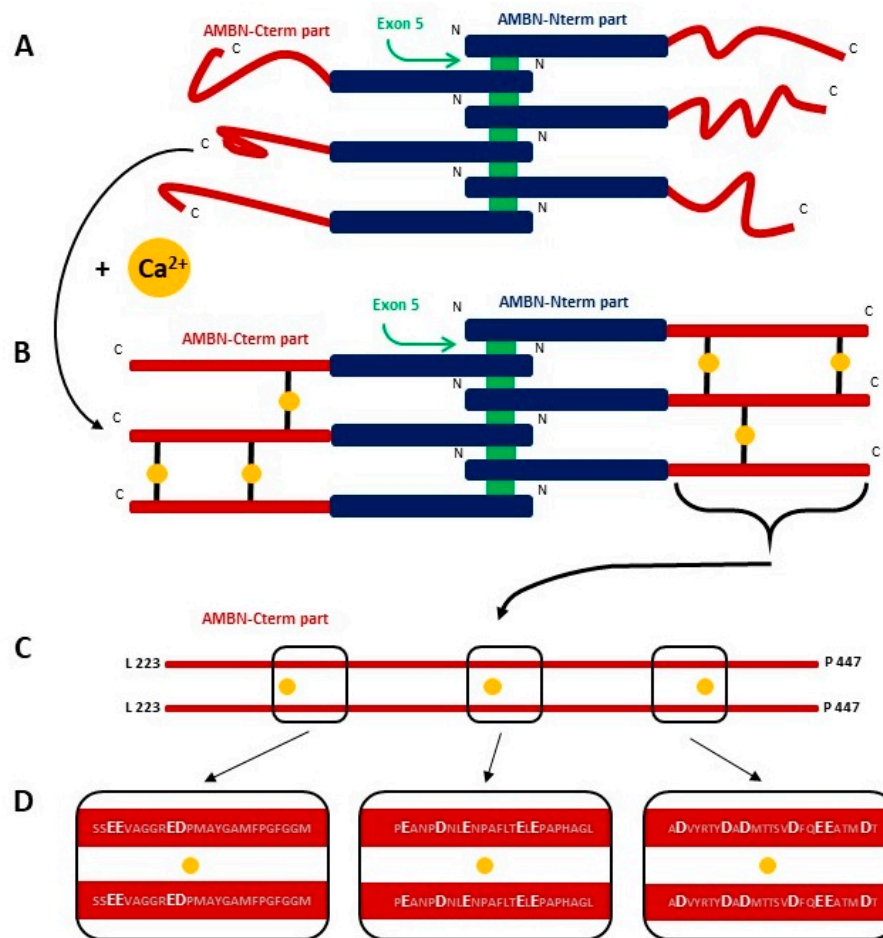 A
AMBN-Cterm part
Exon 5
AMBN-Nterm part
N
C
C
N
N
C
C
N
N
C
C
N
+ Ca2+
B
AMBN-Cterm part
Exon 5
AMBN-Nterm part
N
C
C
N
N
C
C
N
N
C
C
N
C
AMBN-Cterm part
L 223
P 447
L 223
P 447
D
SSEEVAGGREDPMAYGAMFPGFGGM
PEANPDNLENPAFLTELEPAPHAGL
ADVYRTYDADMTTSVDFQEEATMDT
SSEEVAGGREDPMAYGAMFPGFGGM
PEANPDNLENPAFLTELEPAPHAGL
ADVYRTYDADMTTSVDFQEEATMDT